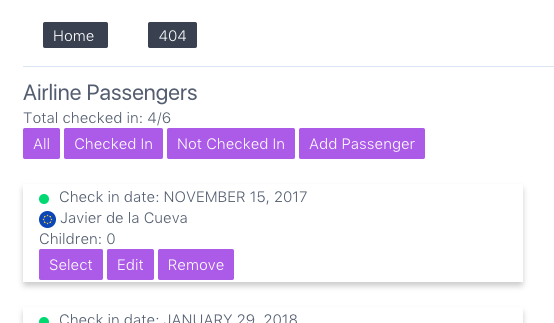 Home 404
Airline Passengers
Total checked in: 4/6
All Checked In Not Checked In Add Passenger
Check in date: NOVEMBER 15, 2017
Javier de la Cueva
Children: 0
Select Edit Remove
Check in date: JANUARY 29, 2018